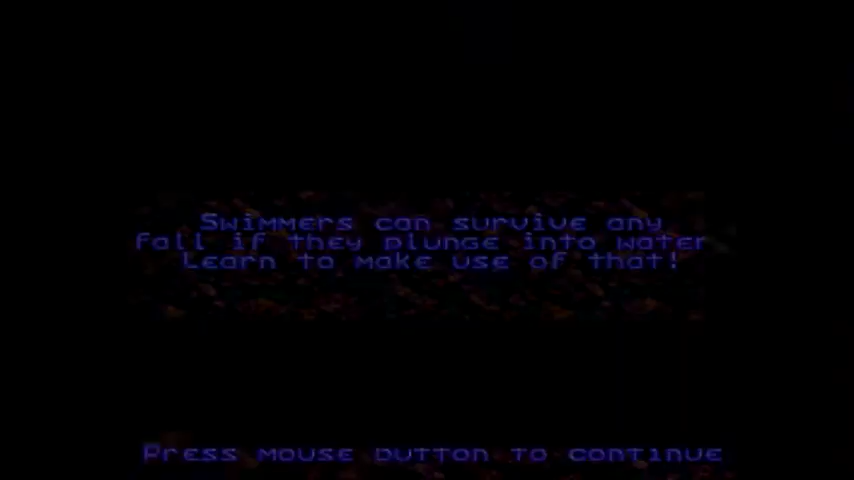 Swimmers can survive any
fall if they plunge into water
Learn to make use of that!
Press mouse button to continue